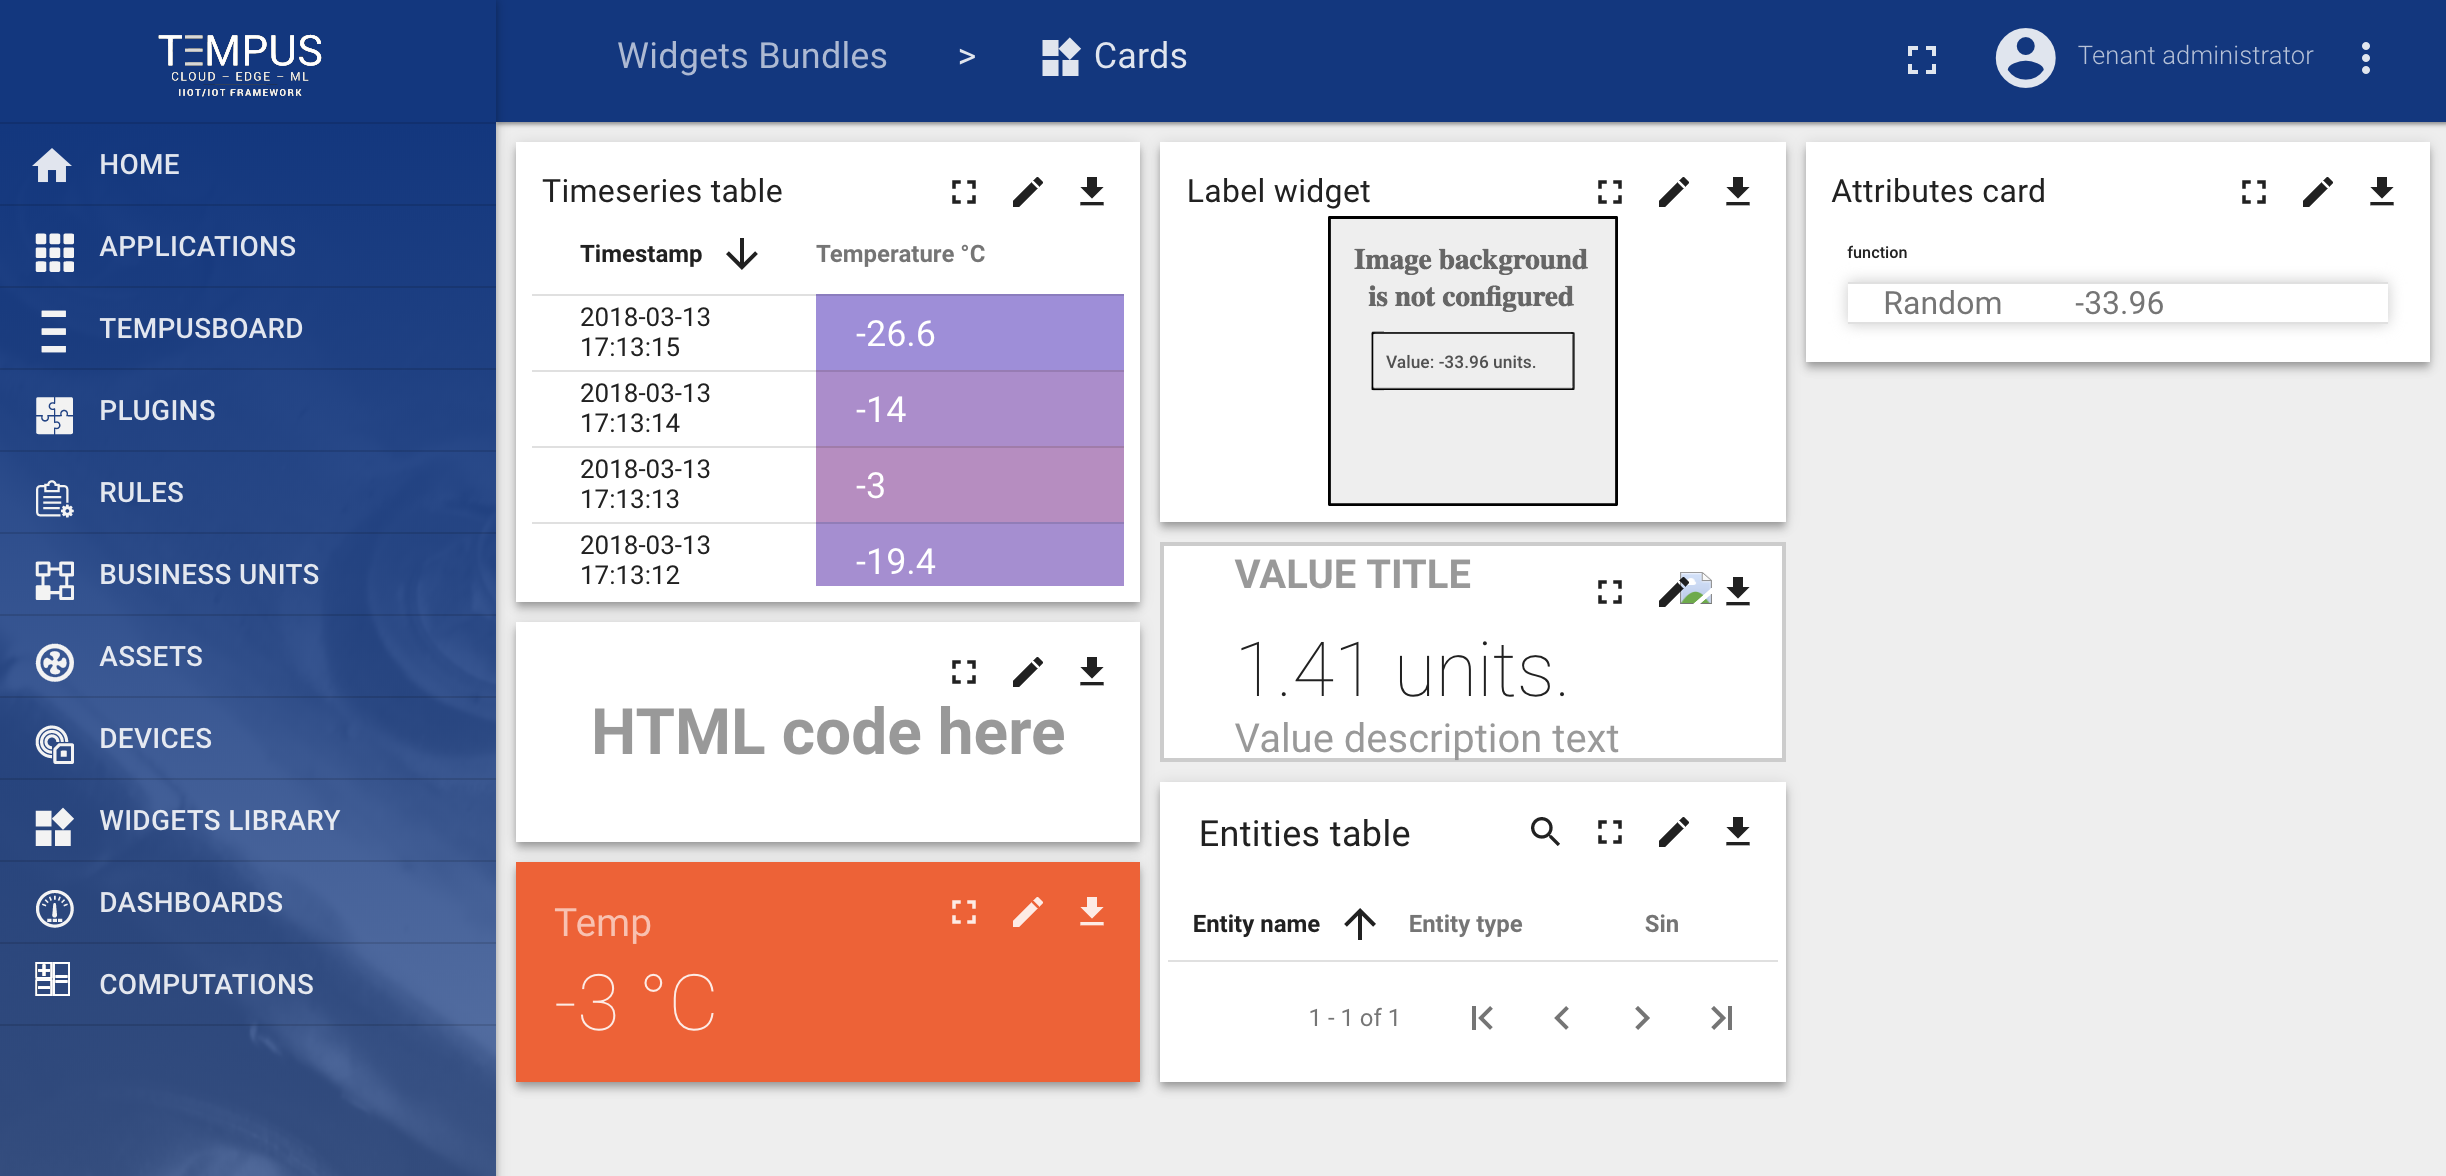 TEMPUS
CLOUD – EDGE – ML
IIOT/IOT FRAMEWORK
Widgets Bundles > Cards
Tenant administrator
HOME
APPLICATIONS
TEMPUSBOARD
PLUGINS
RULES
BUSINESS UNITS
ASSETS
DEVICES
WIDGETS LIBRARY
DASHBOARDS
COMPUTATIONS
Timeseries table
Timestamp Temperature °C
2018-03-13
17:13:15
-26.6
2018-03-13
17:13:14
-14
2018-03-13
17:13:13
-3
2018-03-13
17:13:12
-19.4
HTML code here
Temp
-3 °C
Label widget
Image background
is not configured
Value: -33.96 units.
VALUE TITLE
1.41 units.
Value description text
Entities table
Entity name Entity type Sin
1 - 1 of 1
Attributes card
function
Random -33.96